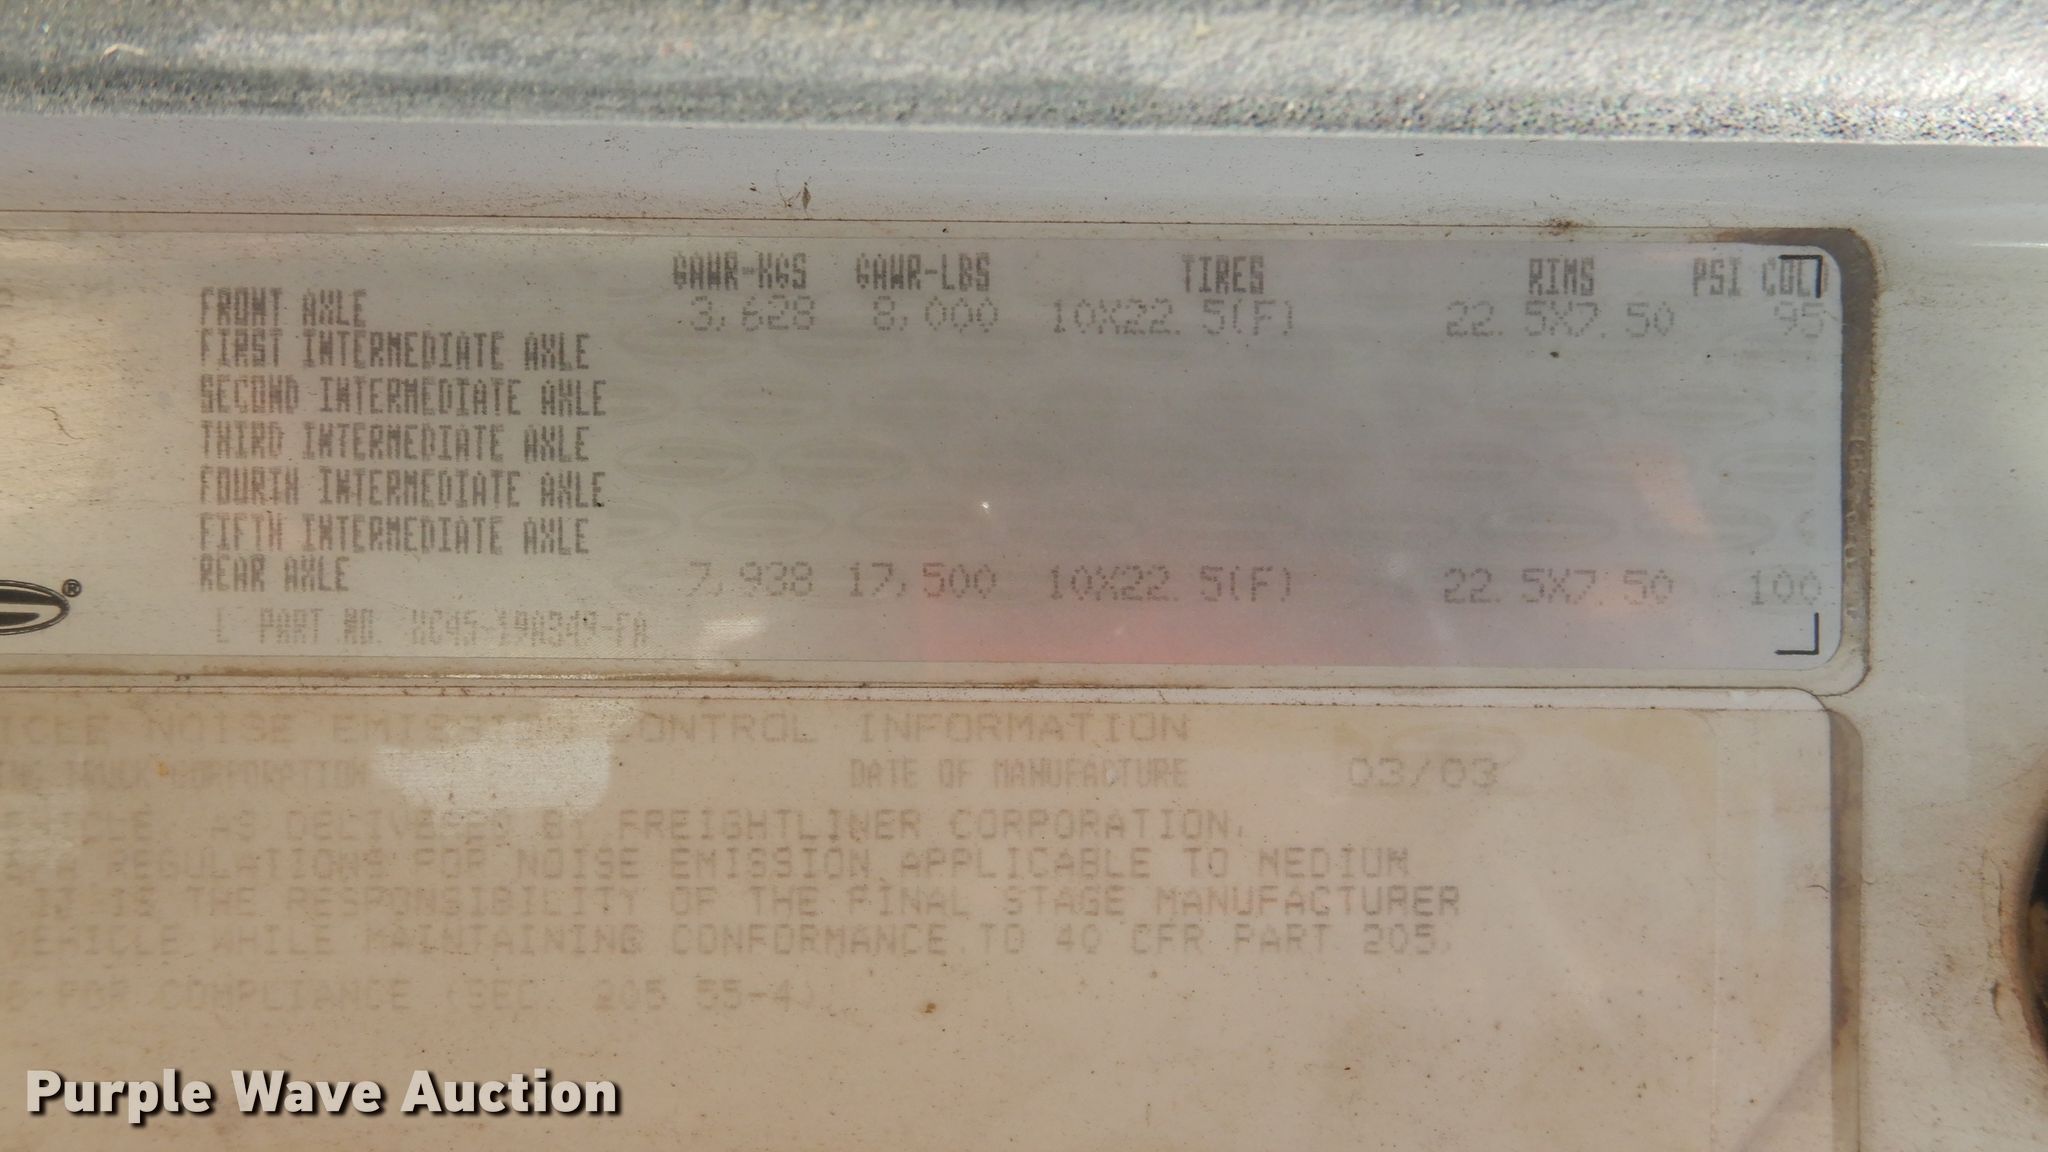 GAWR-KGS GAWR-LBS TIRES RIMS PSI COLD
FRONT AXLE 3,628 8,000 10X22.5(F) 22.5X7.50 95
FIRST INTERMEDIATE AXLE
SECOND INTERMEDIATE AXLE
THIRD INTERMEDIATE AXLE
FOURTH INTERMEDIATE AXLE
FIFTH INTERMEDIATE AXLE
REAR AXLE 7,938 17,500 10X22.5(F) 22.5X7.50 100
®
PART NO.
ICLE NOISE EMISSION CONTROL INFORMATION
ING TRUCK CORPORATION DATE OF MANUFACTURE 03/03
AS DELIVERED BY FREIGHTLINER CORPORATION,
REGULATIONS FOR NOISE EMISSION APPLICABLE TO MEDIUM
IT IS THE RESPONSIBILITY OF THE FINAL STAGE MANUFACTURER
VEHICLE WHILE MAINTAINING CONFORMANCE TO 40 CFR PART 205.
FOR COMPLIANCE (SEC. 205 55-4)
Purple Wave Auction